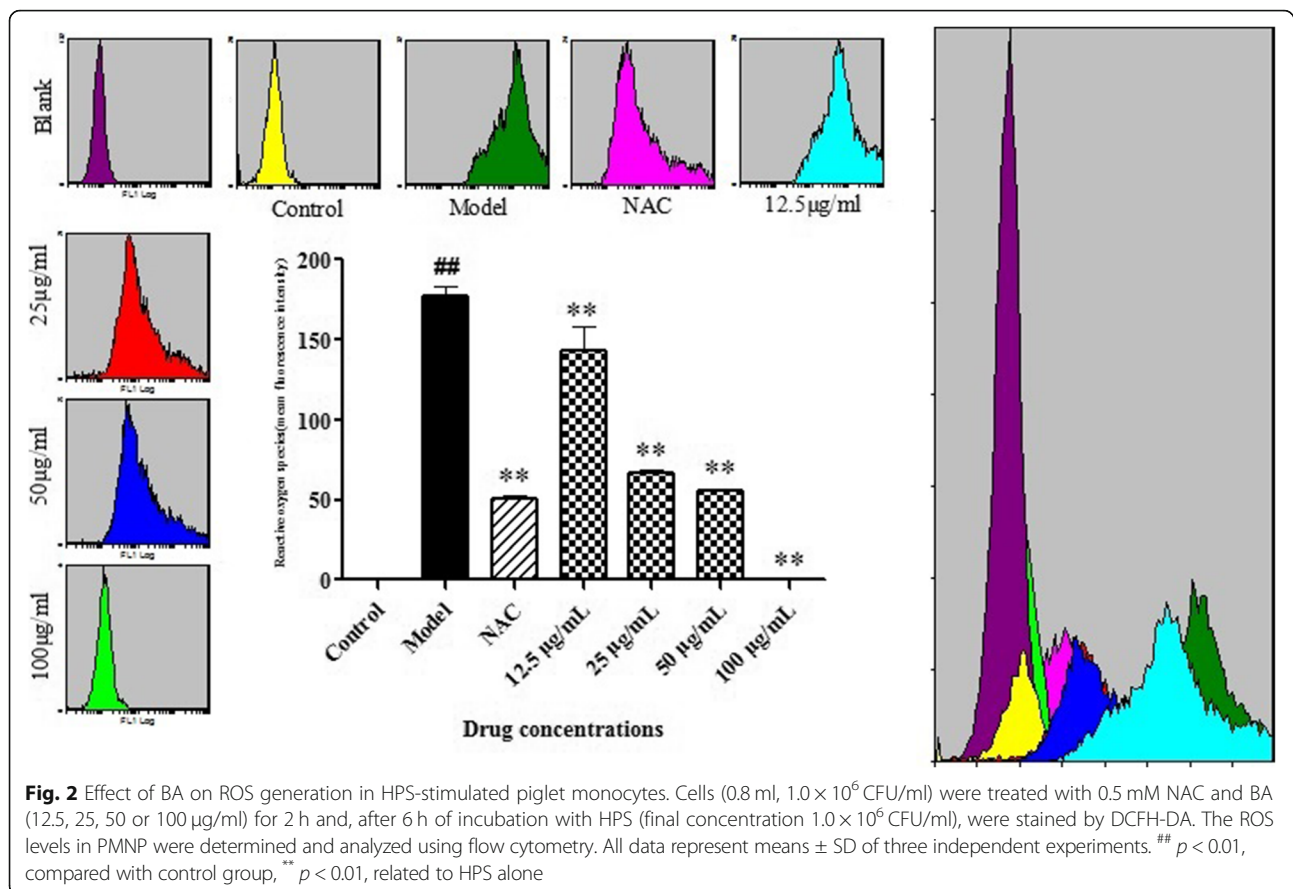 Blank
FL1 Log
Control
Model
NAC
12.5µg/ml
25µg/ml
FL1 Log
50µg/ml
FL1 Log
100µg/ml
FL1 Log
Reactive oxygen species(mean fluorescence intensity)
200
150
100
50
0
##
**
**
**
**
**
Control
Model
NAC
12.5 µg/mL
25 µg/mL
50 µg/mL
100 µg/mL
Drug concentrations
Fig. 2 Effect of BA on ROS generation in HPS-stimulated piglet monocytes. Cells (0.8 ml, 1.0 × 10⁶ CFU/ml) were treated with 0.5 mM NAC and BA
(12.5, 25, 50 or 100 µg/ml) for 2 h and, after 6 h of incubation with HPS (final concentration 1.0 × 10⁶ CFU/ml), were stained by DCFH-DA. The ROS
levels in PMNP were determined and analyzed using flow cytometry. All data represent means ± SD of three independent experiments. ## p < 0.01,
compared with control group, ** p < 0.01, related to HPS alone